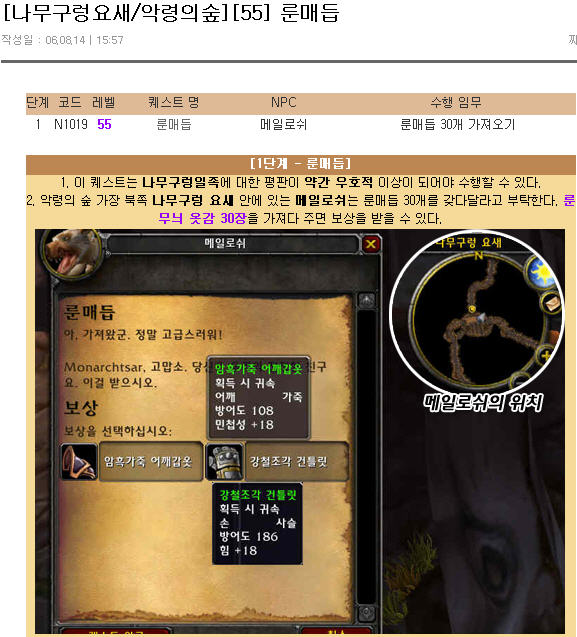 [나무구렁요새/악령의숲][55] 룬매듭
작성일 : 06,08,14 | 15:57
단계 코드 레벨 퀘스트 명 NPC 수행 임무
1 N1019 55 룬매듭 메일로쉬 룬매듭 30개 가져오기
[1단계 - 룬매듭]
1. 이 퀘스트는 나무구렁일족에 대한 평판이 약간 우호적 이상이 되어야 수행할 수 있다.
2. 악령의 숲 가장 북쪽 나무구렁 요새 안에 있는 메일로쉬는 룬매듭 30개를 갖다달라고 부탁한다. 룬
무늬 옷감 30장을 가져다 주면 보상을 받을 수 있다.
메일로쉬
나무구렁 요새
N
룬매듭
아, 가져왔군. 정말 고급스러워!
Monarchtsar, 고맙소. 당신 친구
요. 이걸 받으시오.
보상
보상을 선택하십시오:
암흑가죽 어깨갑옷
획득 시 귀속
어깨 가죽
방어도 108
민첩성 +18
메일로쉬의 위치
암흑가죽 어깨갑옷 강철조각 건틀릿
강철조각 건틀릿
획득 시 귀속
손 사슬
방어도 186
힘 +18